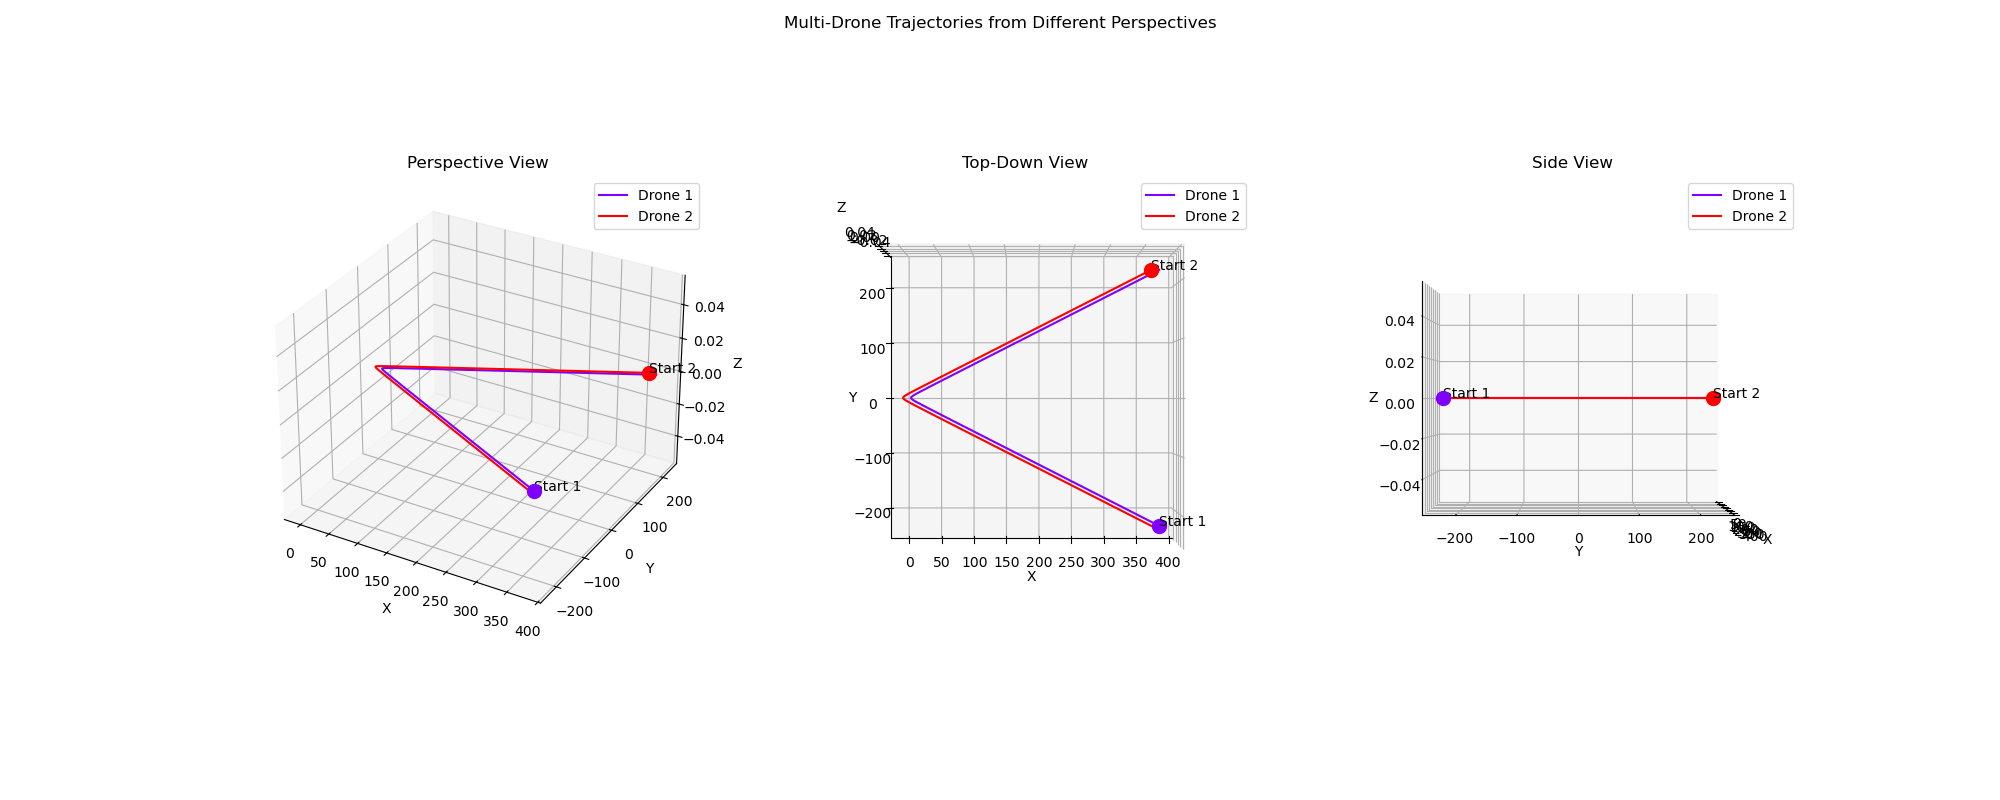 Multi-Drone Trajectories from Different Perspectives
Perspective View
Drone 1
Drone 2
Start 2
Start 1
0.04
0.02
0.00
−0.02
−0.04
Z
200
100
0
−100
−200
Y
0
50
100
150
200
250
300
350
400
X
Top-Down View
Drone 1
Drone 2
Z
0.04
−0.04
Start 2
Start 1
200
100
0
−100
−200
Y
0 50 100 150 200 250 300 350 400
X
Side View
Drone 1
Drone 2
Start 1
Start 2
0.04
0.02
0.00
−0.02
−0.04
Z
−200 −100 0 100 200
Y
X